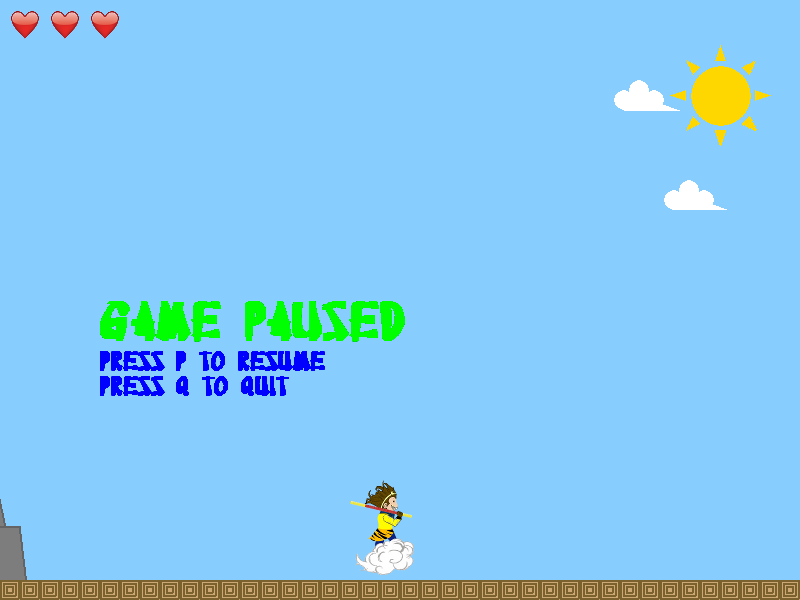 GAME PAUSED
PRESS P TO RESUME
PRESS Q TO QUIT